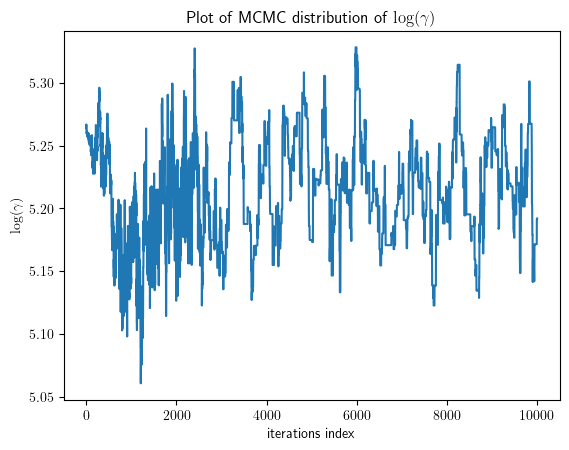 Plot of MCMC distribution of log(γ)
5.30
5.25
5.20
5.15
5.10
5.05
log(γ)
0 2000 4000 6000 8000 10000
iterations index